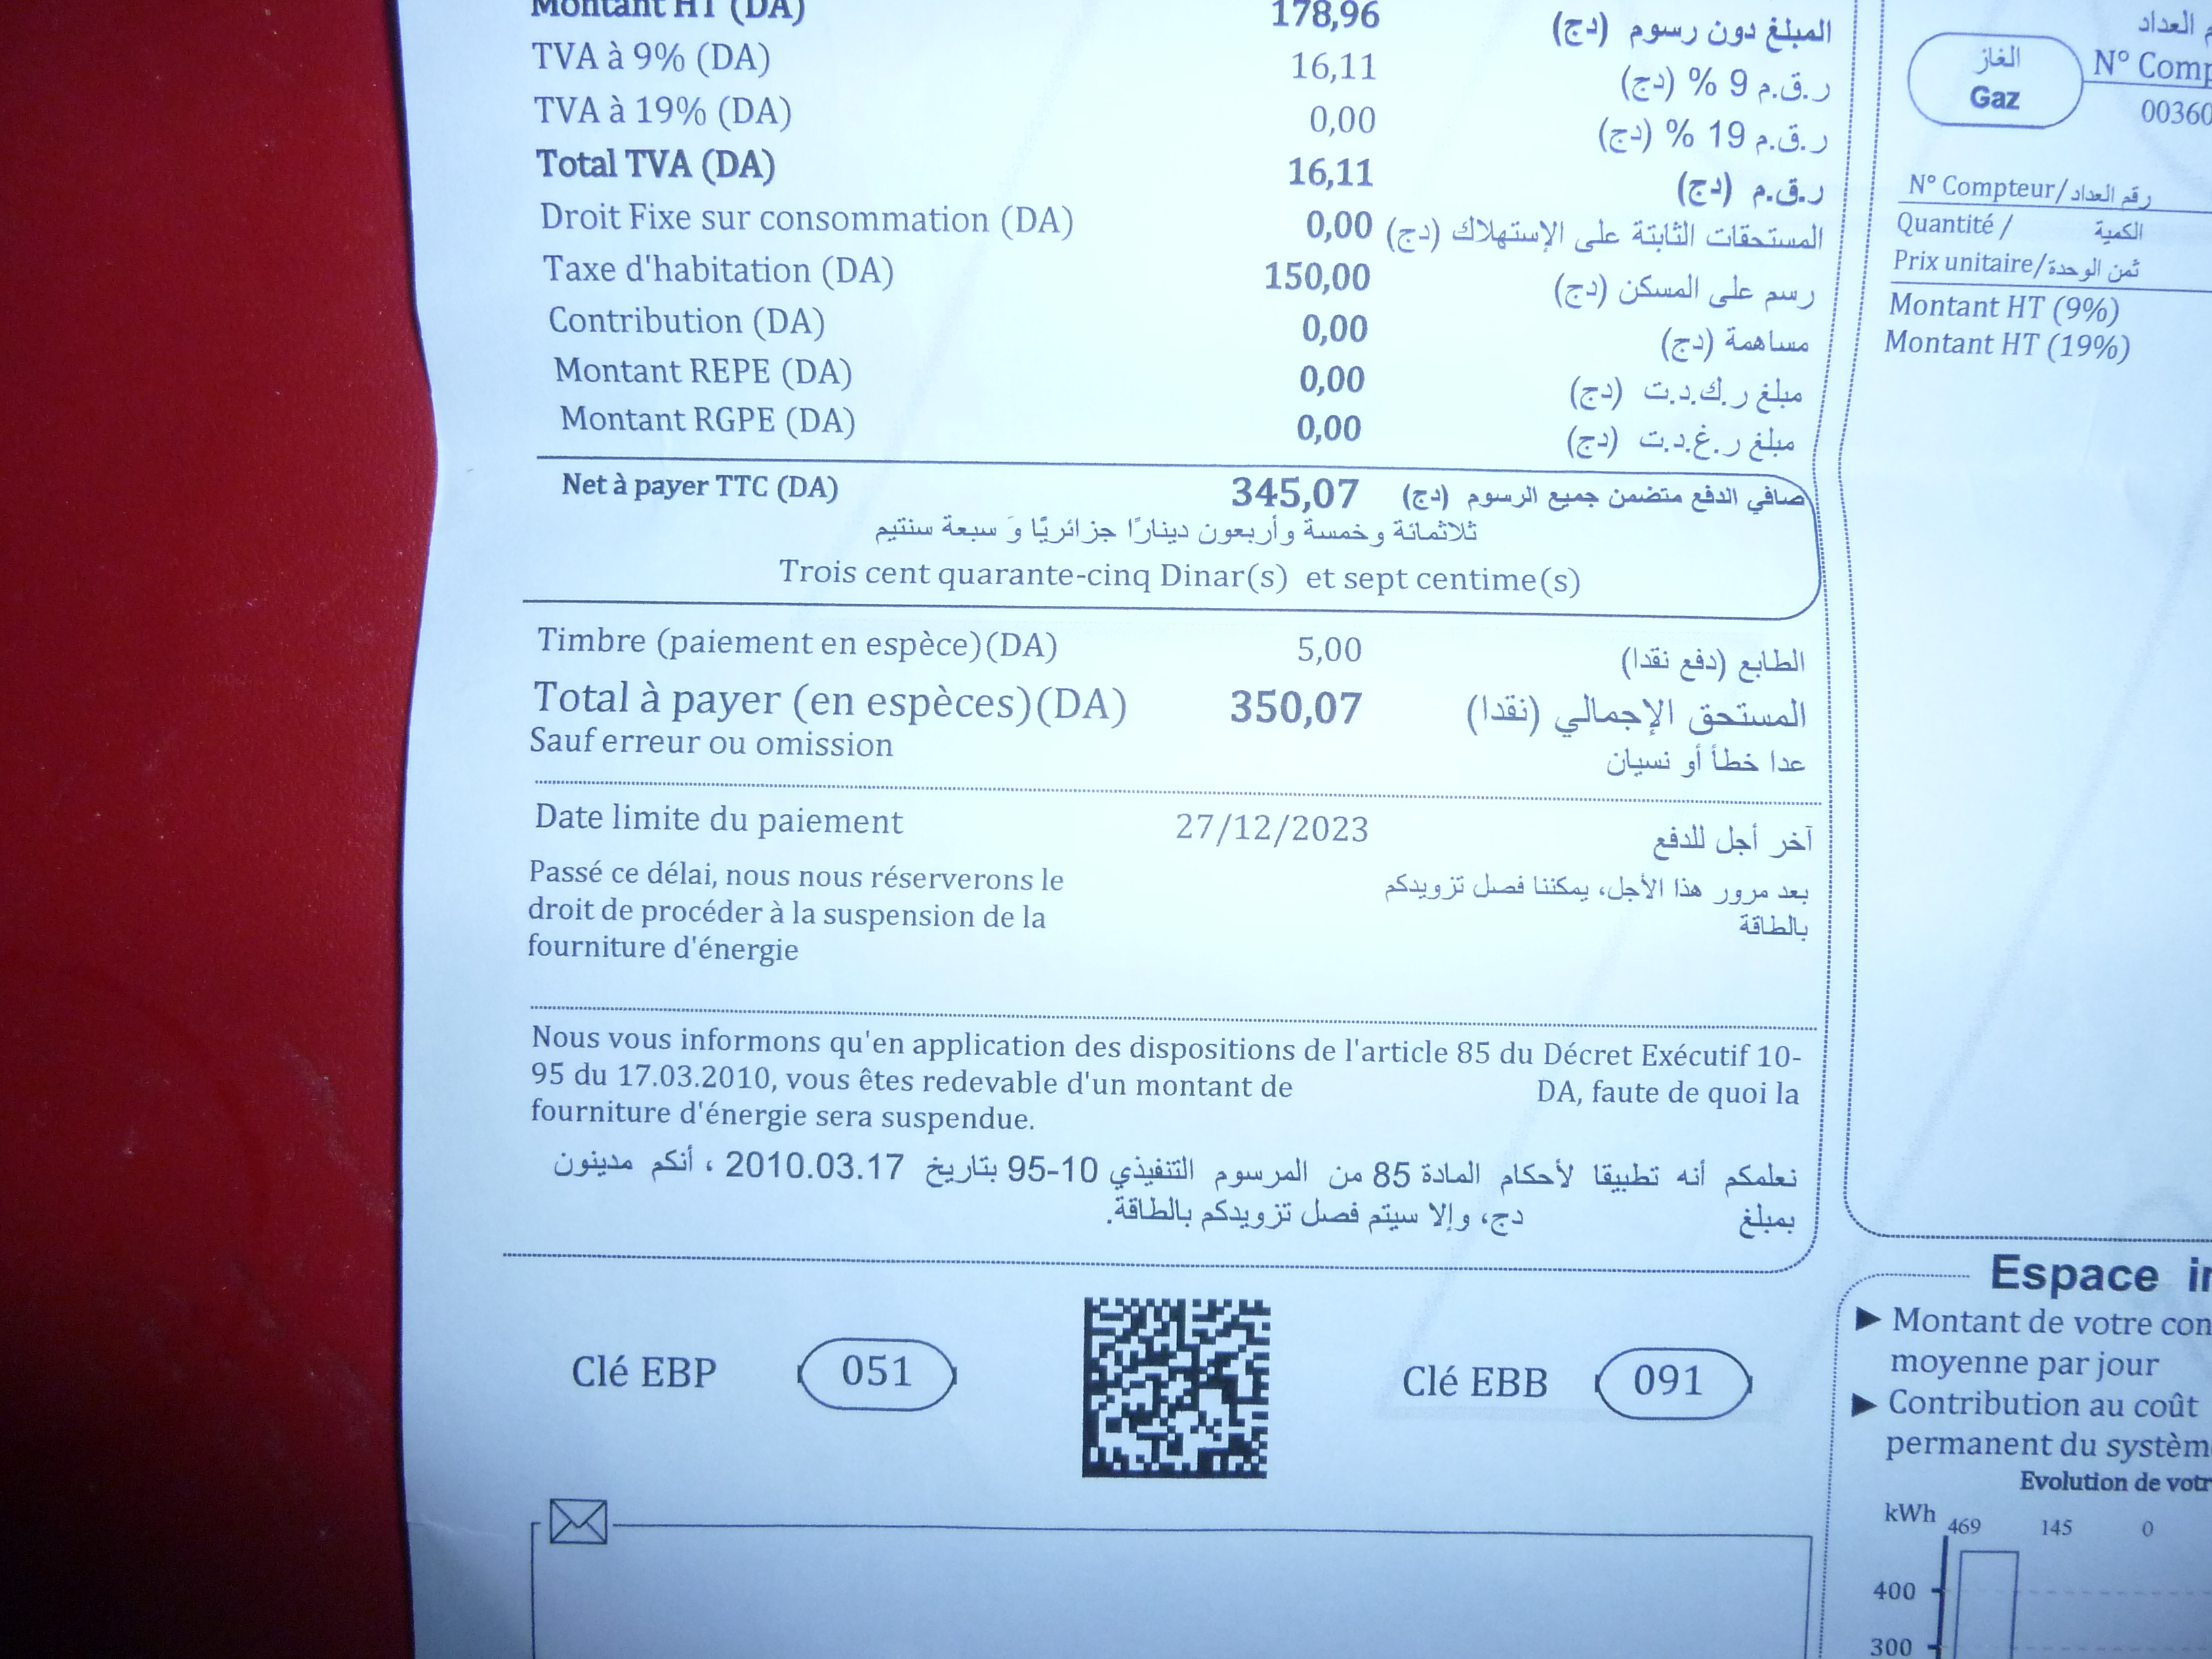 Montant HT (DA) 178,96 المبلغ دون رسوم (دج)
TVA à 9% (DA) 16,11 ر.ق.م 9 % (دج)
TVA à 19% (DA) 0,00 ر.ق.م 19 % (دج)
Total TVA (DA) 16,11 ر.ق.م (دج)
Droit Fixe sur consommation (DA) 0,00 المستحقات الثابتة على الإستهلاك (دج)
Taxe d'habitation (DA) 150,00 رسم على المسكن (دج)
Contribution (DA) 0,00 مساهمة (دج)
Montant REPE (DA) 0,00 مبلغ ر.ك.د.ت (دج)
Montant RGPE (DA) 0,00 مبلغ ر.غ.د.ت (دج)
Net à payer TTC (DA) 345,07 صافي الدفع متضمن جميع الرسوم (دج)
ثلاثمائة وخمسة وأربعون دينارًا جزائريًا وَ سبعة سنتيم
Trois cent quarante-cinq Dinar(s) et sept centime(s)
Timbre (paiement en espèce)(DA) 5,00 الطابع (دفع نقدا)
Total à payer (en espèces)(DA) 350,07 المستحق الإجمالي (نقدا)
Sauf erreur ou omission عدا خطأ أو نسيان
Date limite du paiement 27/12/2023 آخر أجل للدفع
Passé ce délai, nous nous réserverons le
droit de procéder à la suspension de la
fourniture d'énergie
بعد مرور هذا الأجل، يمكننا فصل تزويدكم
بالطاقة
Nous vous informons qu'en application des dispositions de l'article 85 du Décret Exécutif 10-
95 du 17.03.2010, vous êtes redevable d'un montant de DA, faute de quoi la
fourniture d'énergie sera suspendue.
نعلمكم أنه تطبيقا لأحكام المادة 85 من المرسوم التنفيذي 10-95 بتاريخ 2010.03.17 ، أنكم مدينون
بمبلغ دج، وإلا سيتم فصل تزويدكم بالطاقة.
Clé EBP 051
Clé EBB 091
العداد
الغاز
Gaz
N°
00360
N° Compteur/رقم العداد
Quantité / الكمية
Prix unitaire/ثمن الوحدة
Montant HT (9%)
Montant HT (19%)
Espace
► Montant de votre
moyenne par jour
► Contribution au coût
permanent du
Evolution de
kWh 469 145 0
400
300